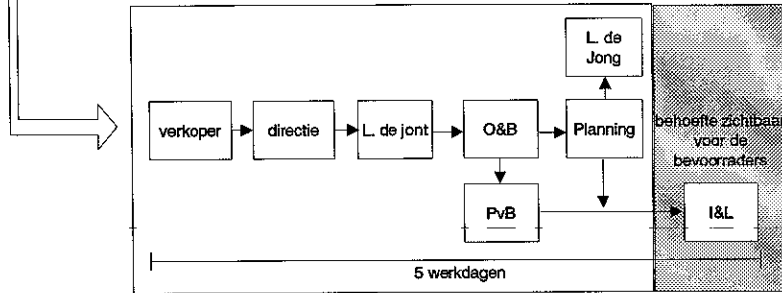 L. de
Jong
verkoper
directie
L. de jont
O&B
Planning
behoefte zichtbaar
voor de
bevoorraders
PvB
I&L
5 werkdagen